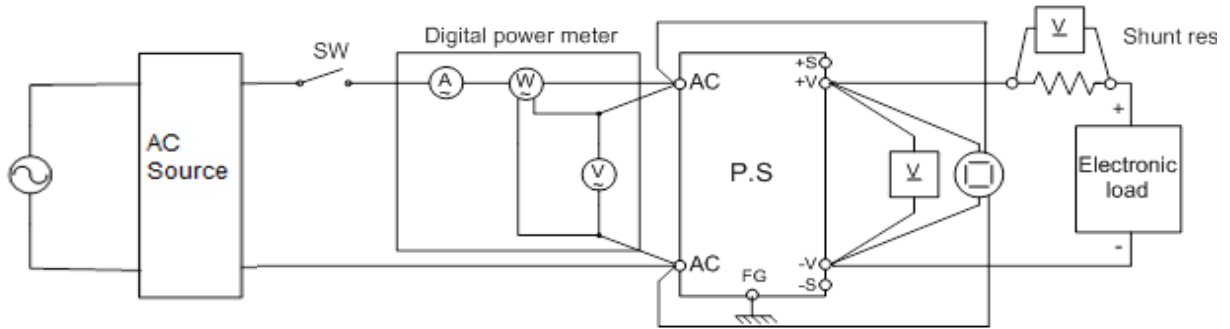 SW
Digital power meter
V
Shunt res
A
W
AC
+S
+V
+
AC
Source
V
P.S
V
Electronic
load
AC
FG
-V
-S
-